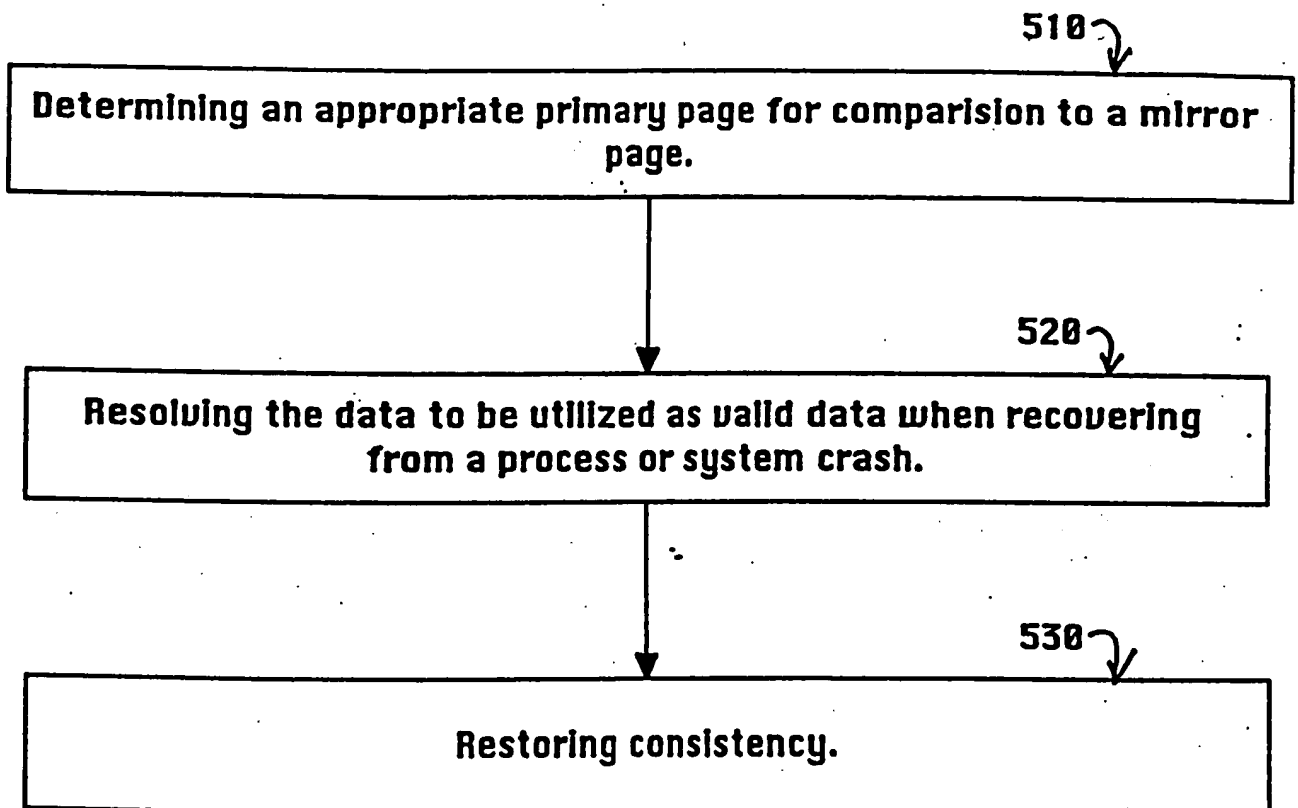 510
Determining an appropriate primary page for comparision to a mirror
page.
520
Resolving the data to be utilized as valid data when recovering
from a process or system crash.
530
Restoring consistency.